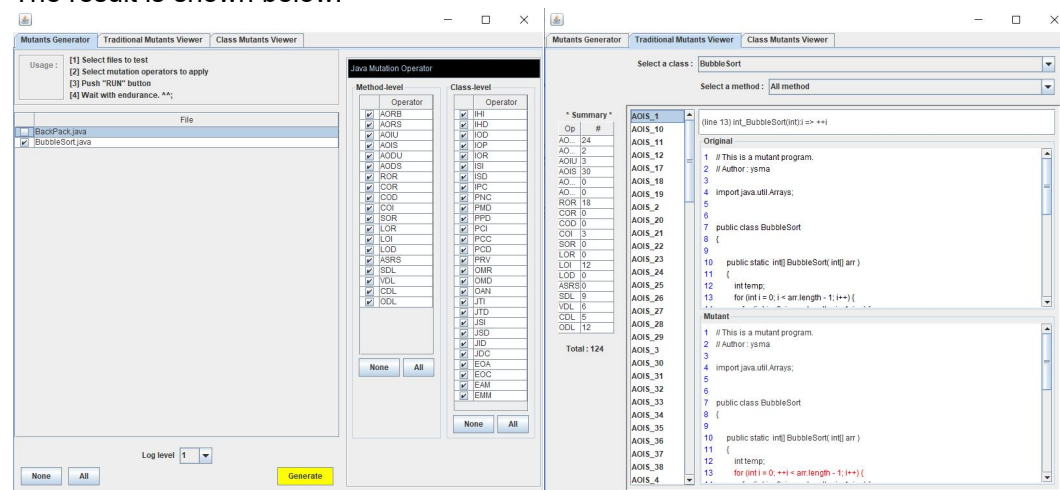 The result is shown below:
Mutants Generator Traditional Mutants Viewer Class Mutants Viewer
Usage : [1] Select files to test
[2] Select mutation operators to apply
[3] Push "RUN" button
[4] Wait with endurance. ^^;
File
BackPack.java
BubbleSort.java
Log level 1
None All Generate
Java Mutation Operator
Method-level
Operator
AORB
AORS
AOIU
AOIS
AODU
AODS
ROR
COR
COD
COI
SOR
LOR
LOI
LOD
ASRS
SDL
VDL
CDL
ODL
None All
Class-level
Operator
IHI
IHD
IOD
IOP
IOR
ISI
ISD
IPC
PNC
PMD
PPD
PCI
PCC
PCD
PRV
OMR
OMD
OAN
JTI
JTD
JSI
JSD
JID
JDC
EOA
EOC
EAM
EMM
None All
Mutants Generator Traditional Mutants Viewer Class Mutants Viewer
Select a class : BubbleSort
Select a method : All method
* Summary *
Op #
AO... 24
AO... 2
AOIU 3
AOIS 30
AO... 0
AO... 0
ROR 18
COR 0
COD 0
COI 3
SOR 0
LOR 0
LOI 12
LOD 0
ASRS 0
SDL 9
VDL 6
CDL 5
ODL 12
Total : 124
AOIS_1
AOIS_10
AOIS_11
AOIS_12
AOIS_17
AOIS_18
AOIS_19
AOIS_2
AOIS_20
AOIS_21
AOIS_22
AOIS_23
AOIS_24
AOIS_25
AOIS_26
AOIS_27
AOIS_28
AOIS_29
AOIS_3
AOIS_30
AOIS_31
AOIS_32
AOIS_33
AOIS_34
AOIS_35
AOIS_36
AOIS_37
AOIS_38
AOIS_4
(line 13) int_BubbleSort(int):i => ++i
Original
1 // This is a mutant program.
2 // Author : ysma
3
4 import java.util.Arrays;
5
6
7 public class BubbleSort
8 {
9
10 public static int[] BubbleSort( int[] arr )
11 {
12 int temp;
13 for (int i = 0; i < arr.length - 1; i++) {
Mutant
1 // This is a mutant program.
2 // Author : ysma
3
4 import java.util.Arrays;
5
6
7 public class BubbleSort
8 {
9
10 public static int[] BubbleSort( int[] arr )
11 {
12 int temp;
13 for (int i = 0; ++i < arr.length - 1; i++) {